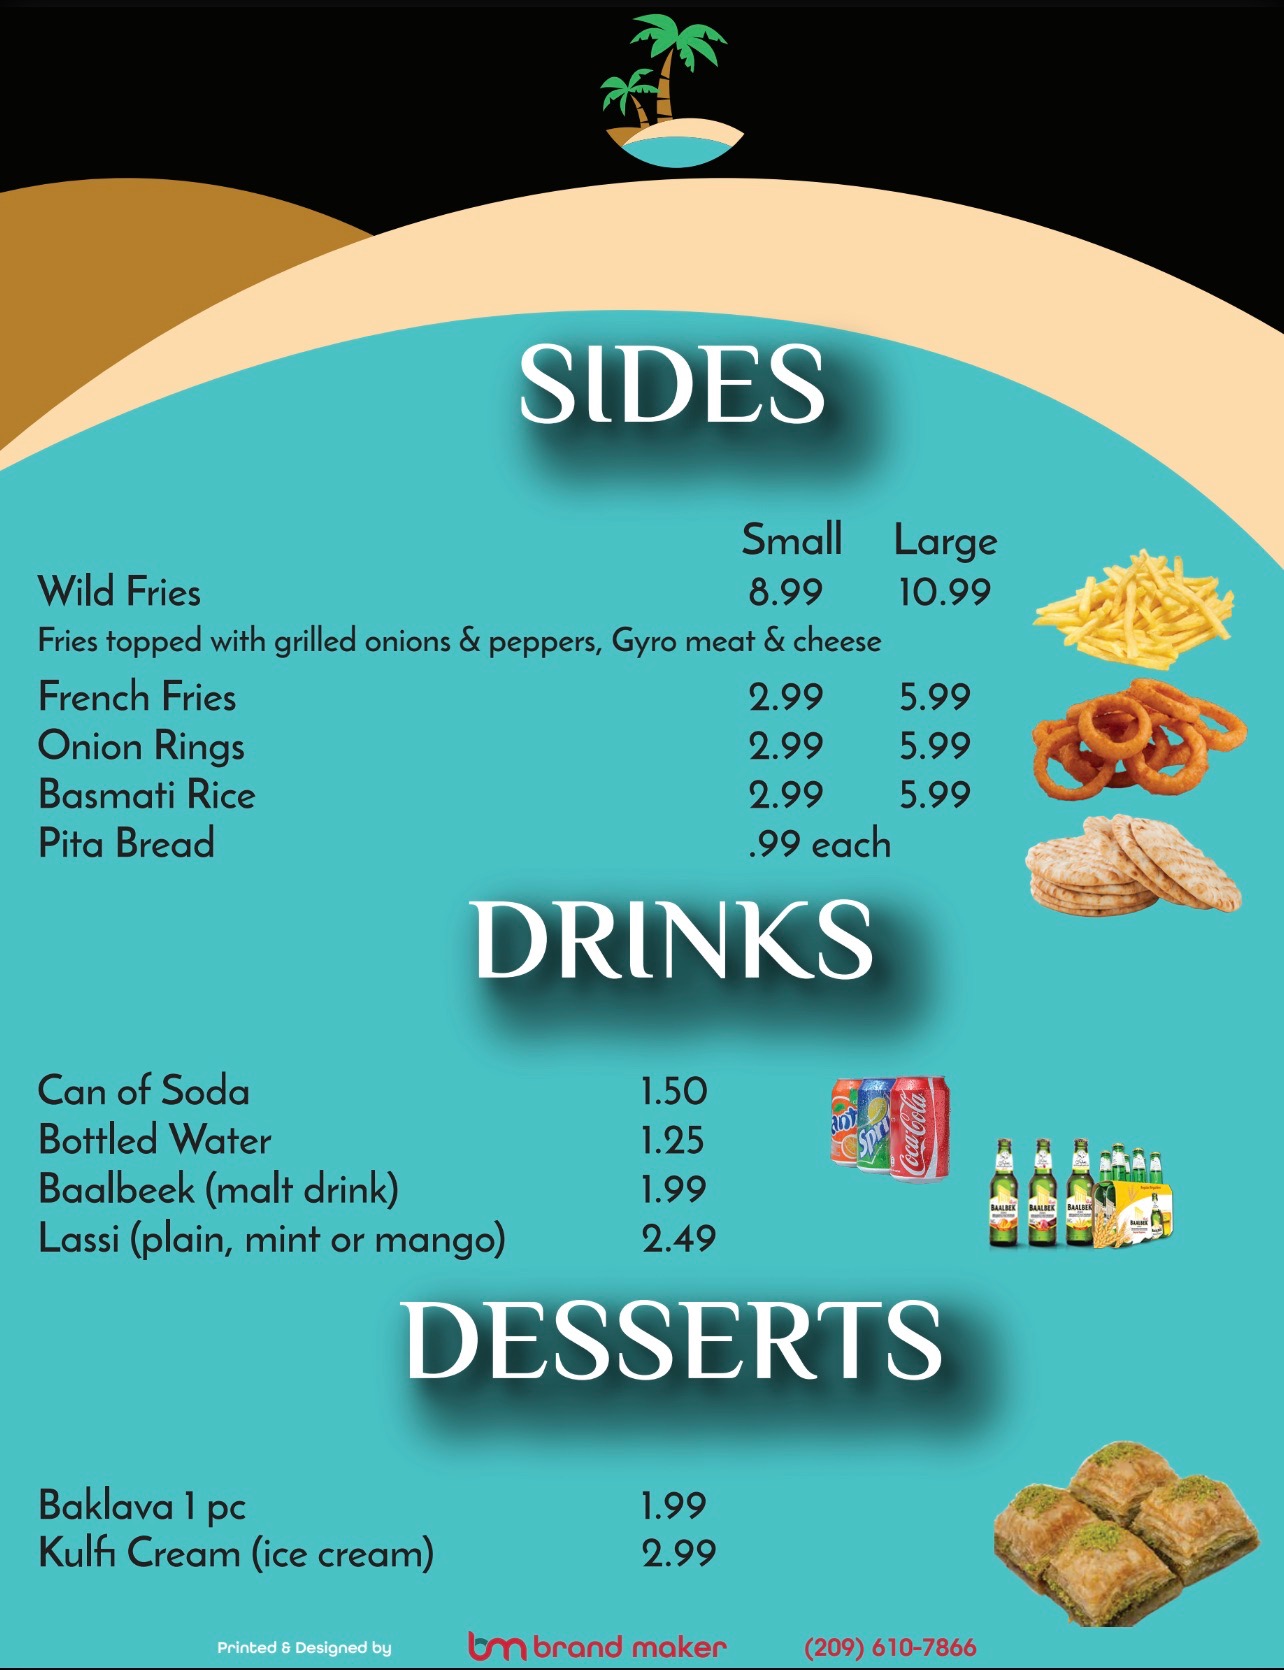 SIDES
Small Large
Wild Fries 8.99 10.99
Fries topped with grilled onions & peppers, Gyro meat & cheese
French Fries 2.99 5.99
Onion Rings 2.99 5.99
Basmati Rice 2.99 5.99
Pita Bread .99 each
DRINKS
Can of Soda 1.50
Bottled Water 1.25
Baalbeek (malt drink) 1.99
Lassi (plain, mint or mango) 2.49
ant
Spri
Coca-Cola
BAALBEK
BAALBEK
BAALBEK
BAALBEK
DESSERTS
Baklava 1 pc 1.99
Kulfi Cream (ice cream) 2.99
Printed & Designed by bm brand maker (209) 610-7866